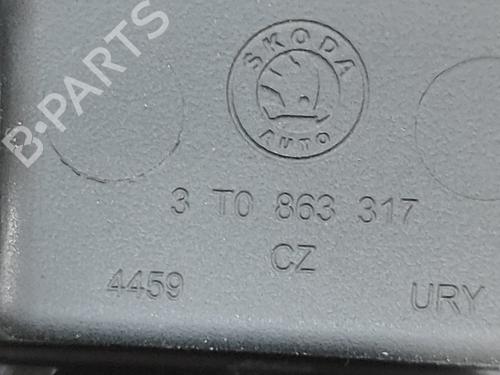 B-PARTS
SKODA
AUTO
3 T0 863 317
CZ
4459
URY